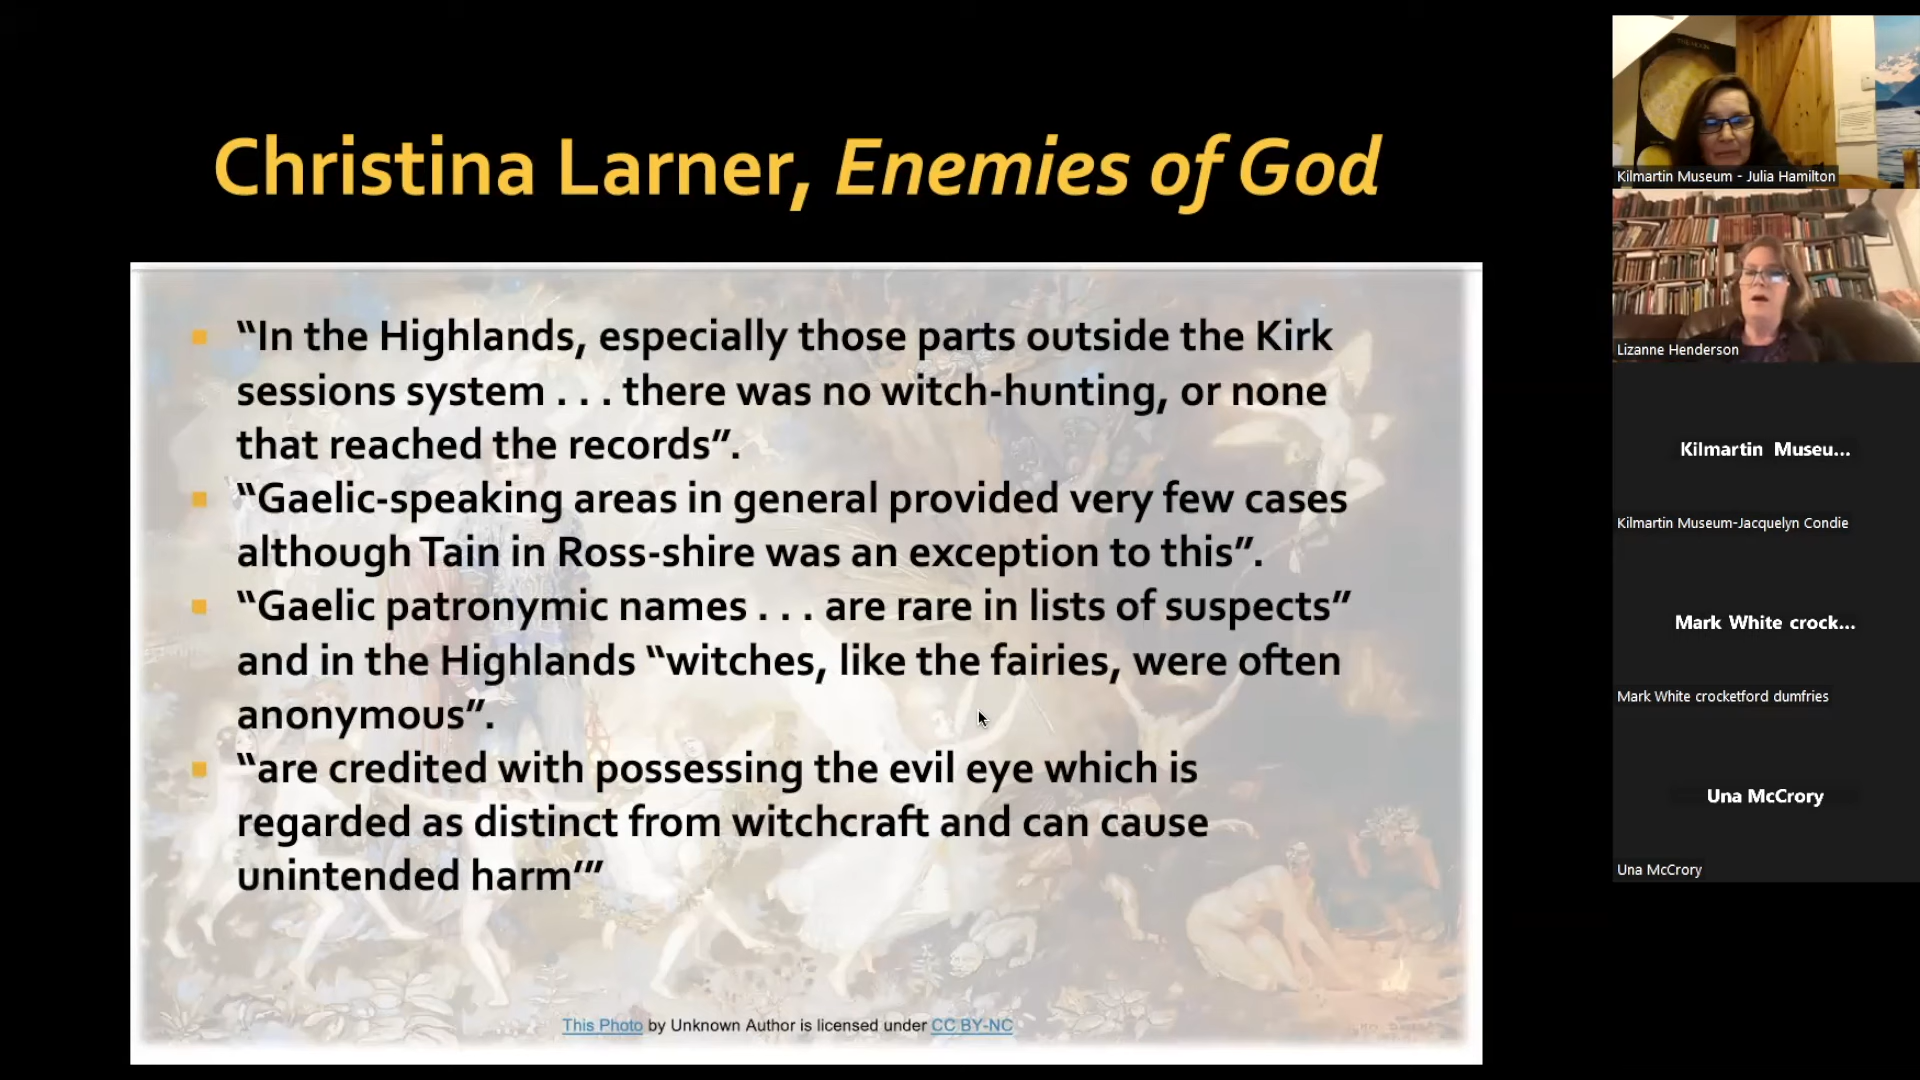 Christina Larner, Enemies of God
“In the Highlands, especially those parts outside the Kirk
sessions system . . . there was no witch-hunting, or none
that reached the records”.
“Gaelic-speaking areas in general provided very few cases
although Tain in Ross-shire was an exception to this”.
“Gaelic patronymic names . . . are rare in lists of suspects”
and in the Highlands “witches, like the fairies, were often
anonymous”.
“are credited with possessing the evil eye which is
regarded as distinct from witchcraft and can cause
unintended harm’”
This Photo by Unknown Author is licensed under CC BY-NC
Kilmartin Museum - Julia Hamilton
Lizanne Henderson
Kilmartin Museu...
Kilmartin Museum-Jacquelyn Condie
Mark White crock...
Mark White crocketford dumfries
Una McCrory
Una McCrory